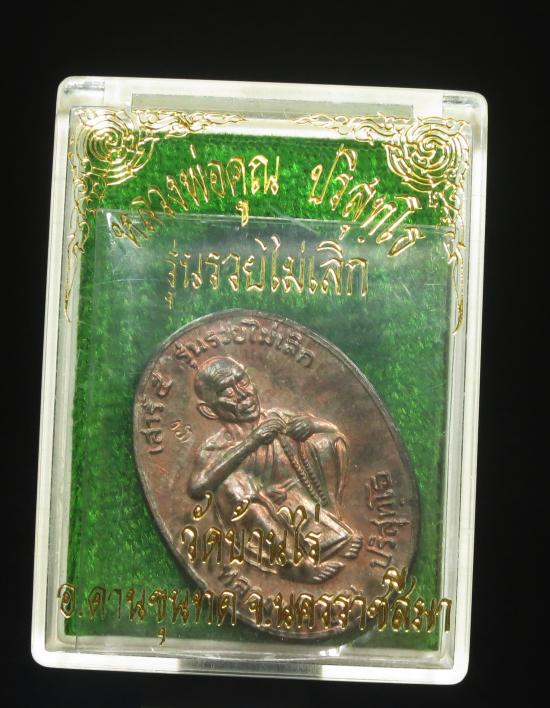 หลวงพ่อคูณ ปริสุทฺโธ
รุ่นรวยไม่เลิก
เสาร์ ๕ รุ่นรวยไม่เลิก
ปริสุทฺโธ
วัดบ้านไร่
อ.ด่านขุนทด จ.นครราชสีมา